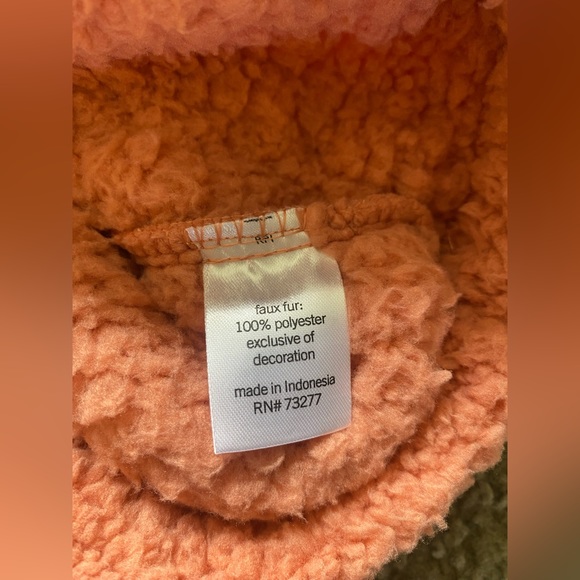 faux fur:
100% polyester
exclusive of
decoration
made in Indonesia
RN# 73277